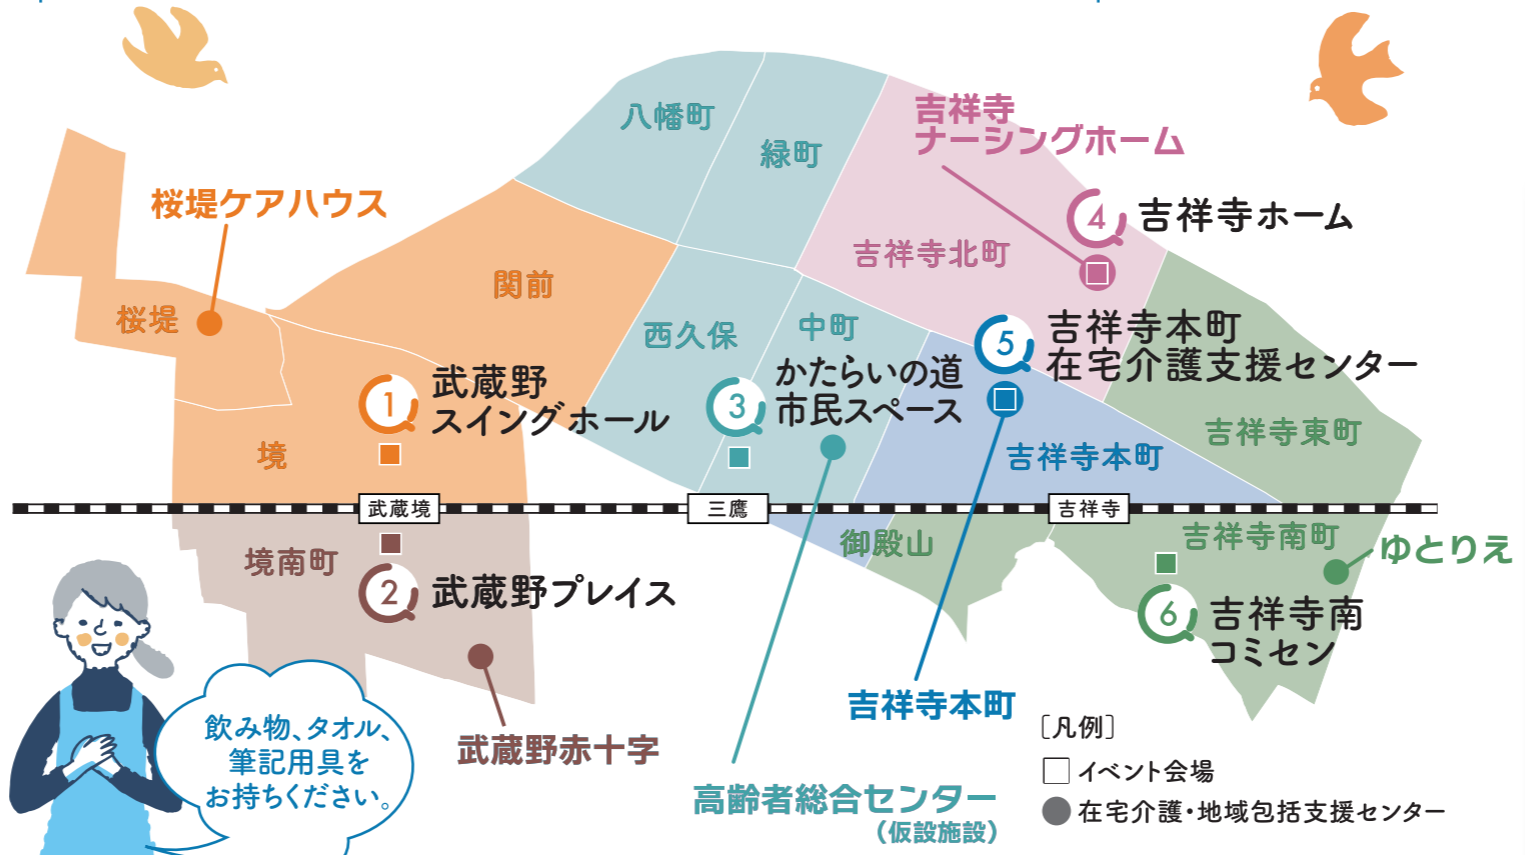 八幡町
緑町
吉祥寺
ナーシングホーム
桜堤ケアハウス
4
吉祥寺ホーム
吉祥寺北町
関前
桜堤
西久保
中町
5
吉祥寺本町
在宅介護支援センター
1
武蔵野
スイングホール
3
かたらいの道
市民スペース
境
吉祥寺本町
吉祥寺東町
武蔵境
三鷹
吉祥寺
境南町
御殿山
吉祥寺南町
ゆとりえ
2
武蔵野プレイス
6
吉祥寺南
コミセン
吉祥寺本町
武蔵野赤十字
高齢者総合センター
（仮設施設）
飲み物、タオル、
筆記用具を
お持ちください。
［凡例］
イベント会場
在宅介護・地域包括支援センター